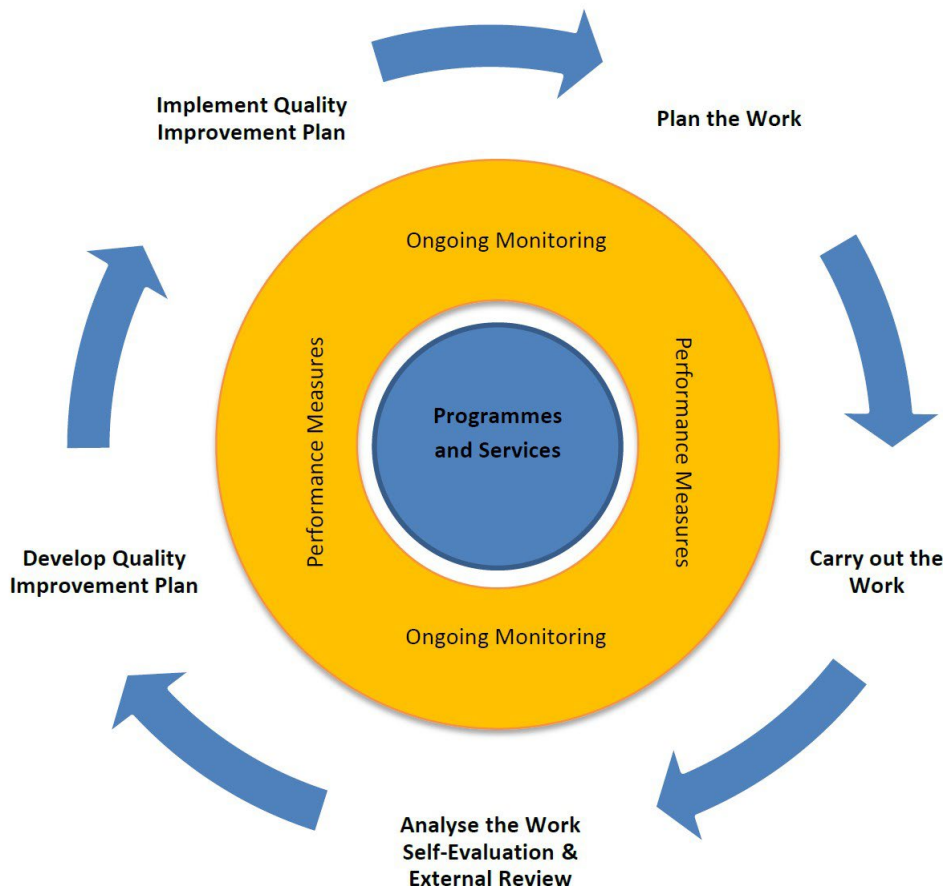 Implement Quality
Improvement Plan
Plan the Work
Ongoing Monitoring
Performance Measures
Programmes
and Services
Performance Measures
Develop Quality
Improvement Plan
Carry out the
Work
Ongoing Monitoring
Analyse the Work
Self-Evaluation &
External Review